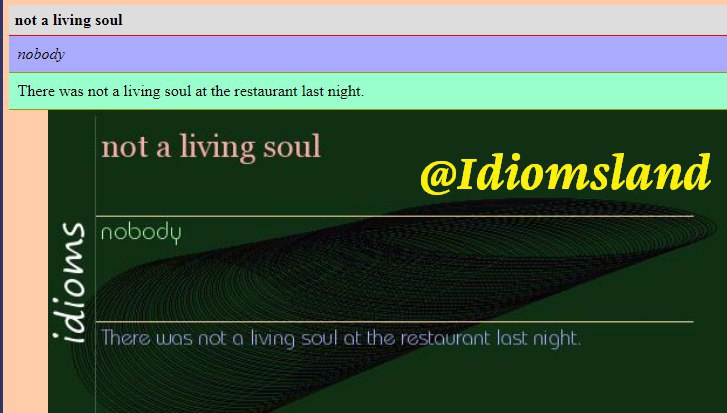 not a living soul
nobody
There was not a living soul at the restaurant last night.
not a living soul
@Idiomsland
nobody
idioms
There was not a living soul at the restaurant last night.